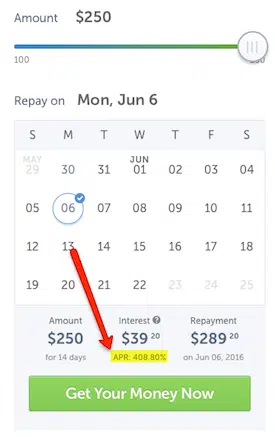 Amount $250
100
Repay on Mon, Jun 6
S M T W T F S
MAY JUN
29 30 31 01 02 03 04
05 06 07 08 09 10 11
12 13 14 15 16 17 18
19 20 21 22 23 24 25
Amount Interest ? Repayment
$250 $39 20 $289 20
for 14 days APR: 408.80% on Jun 06, 2016
Get Your Money Now